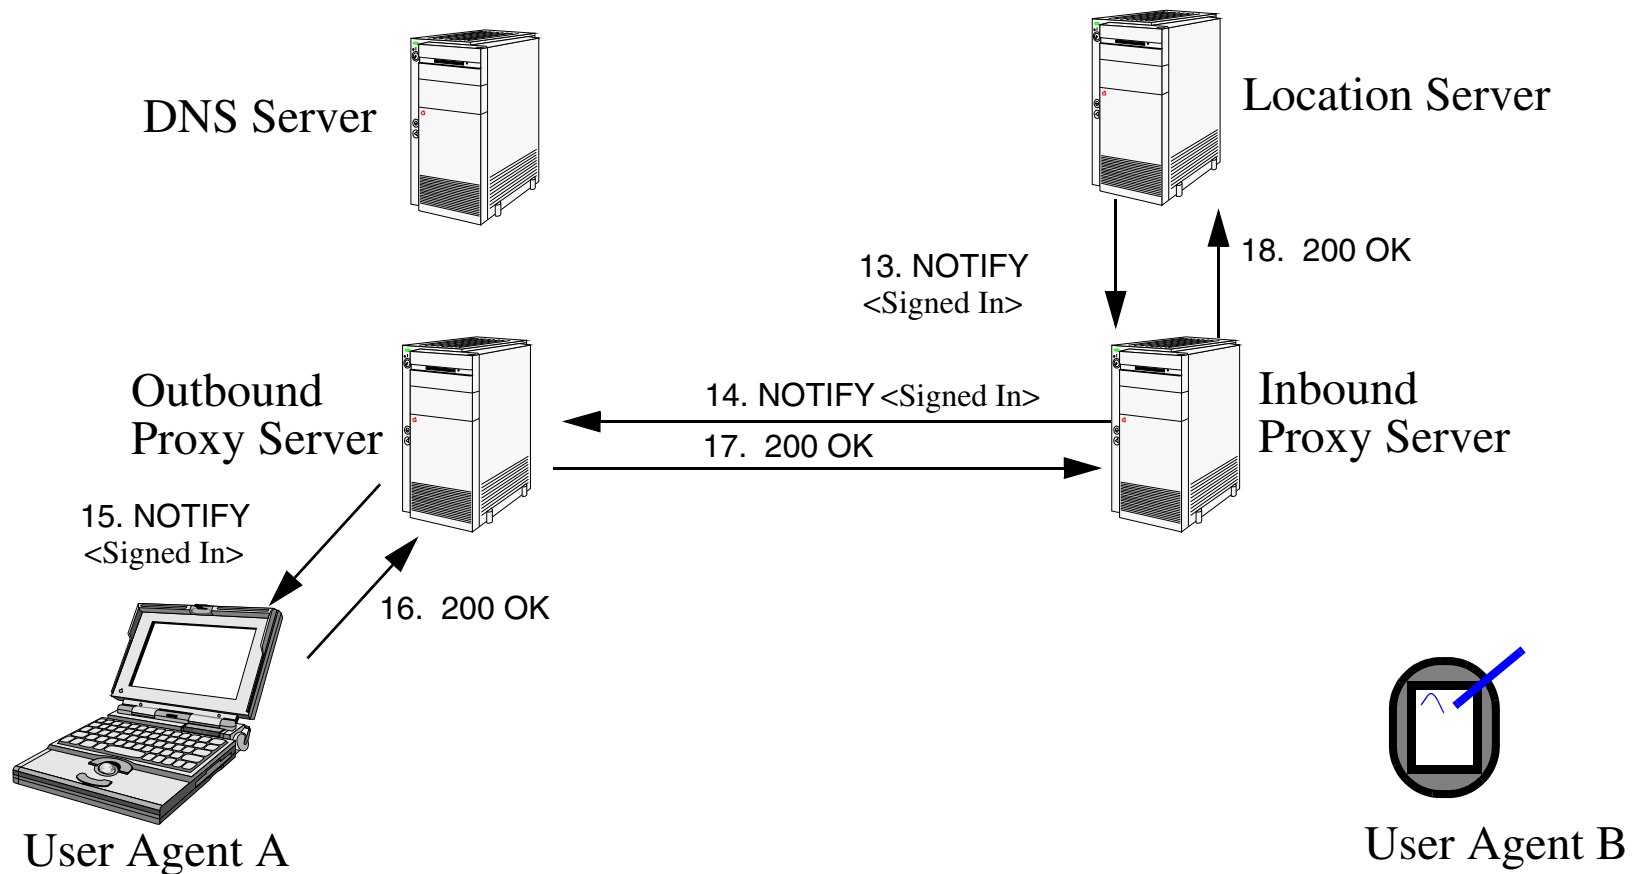 DNS Server
Location Server
13. NOTIFY
<Signed In>
18.  200 OK
Outbound
Proxy Server
14. NOTIFY <Signed In>
17.  200 OK
Inbound
Proxy Server
15. NOTIFY
<Signed In>
16.  200 OK
User Agent A
User Agent B